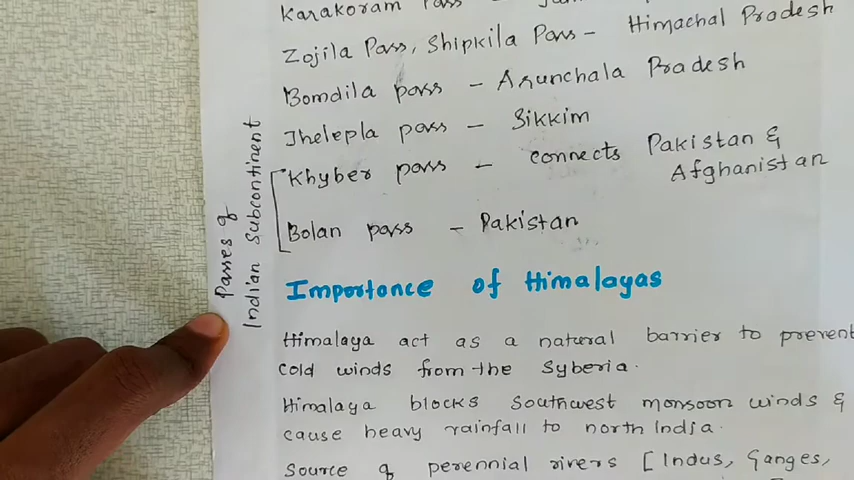 Karakoram Pass -
Zojila Pass, Shipkila Pass - Himachal Pradesh
Bomdila pass - Arunchala Pradesh
Jhelepla pass - Sikkim
Khyber pass - connects Pakistan &
Afghanistan
Bolan pass - Pakistan
Passes of
Indian Subcontinent
Importance of Himalayas
Himalaya act as a natural barrier to prevent
cold winds from the Syberia.
Himalaya blocks Southwest monsoon winds &
cause heavy rainfall to north India.
Source of perennial rivers [Indus, Ganges,